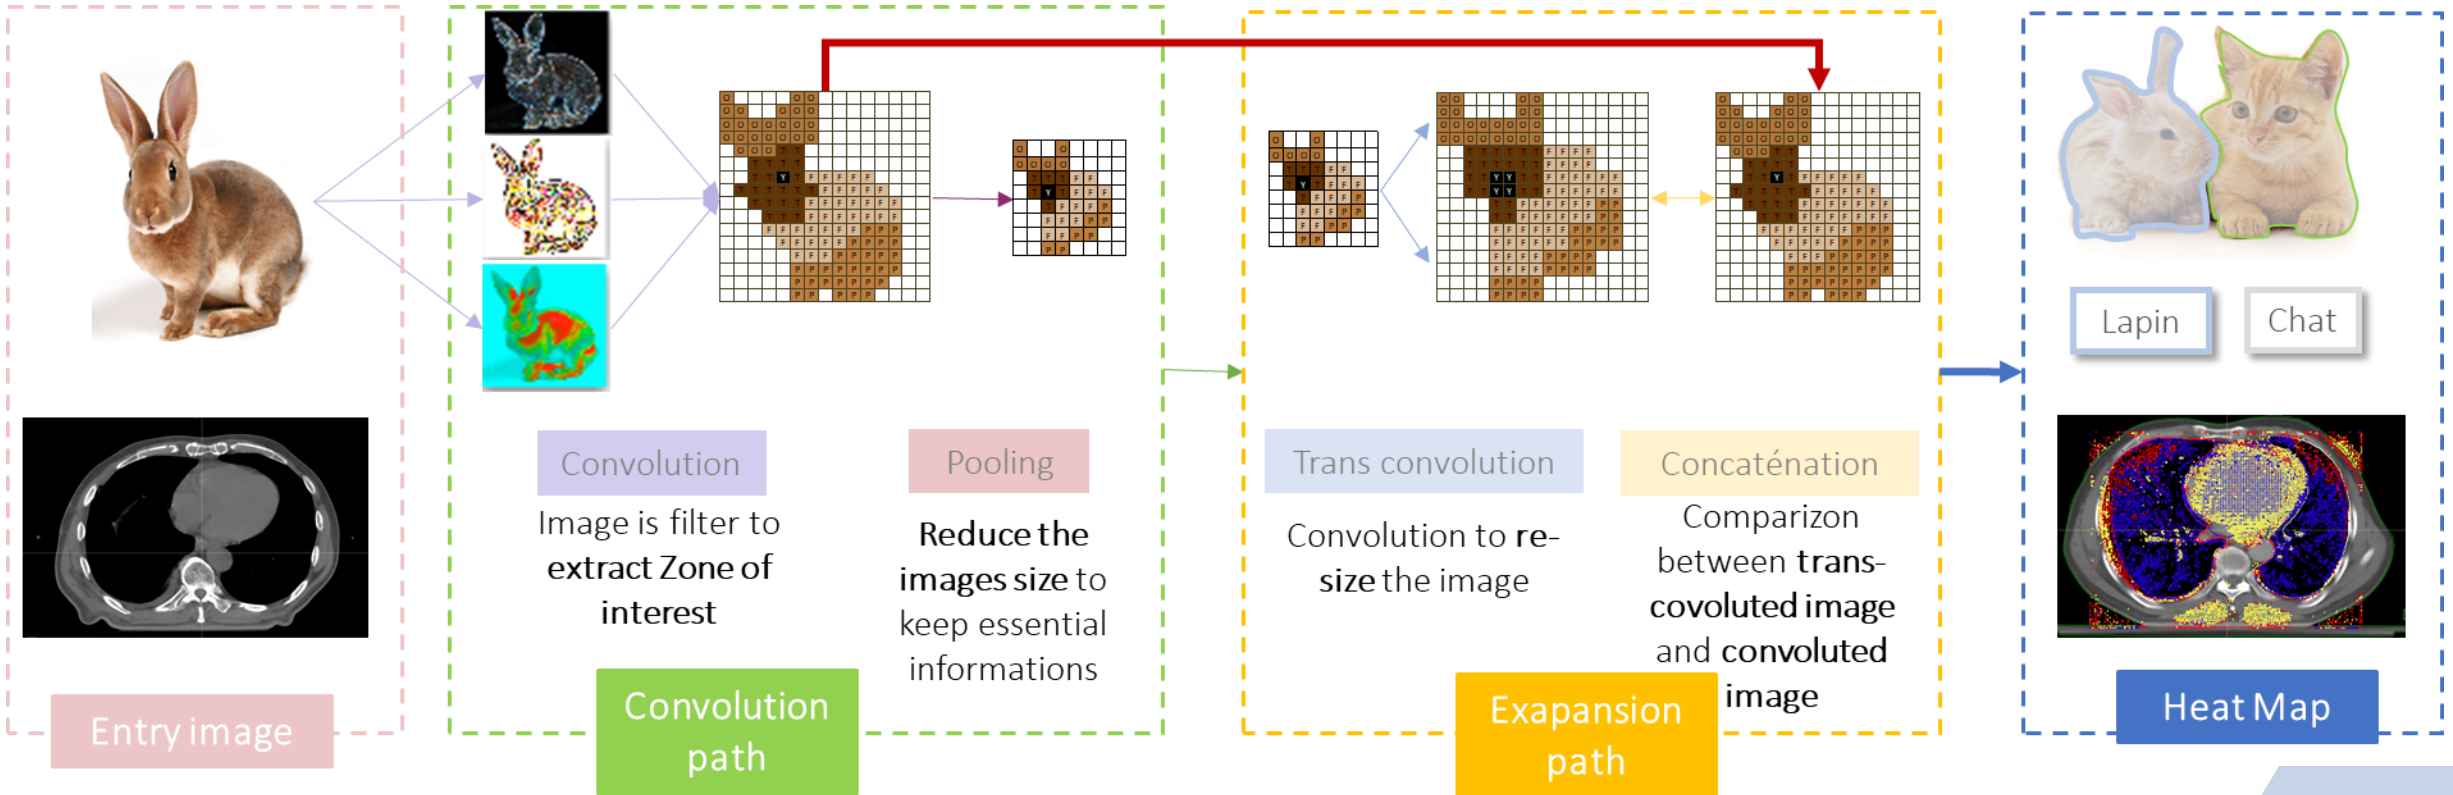 Lapin
Chat
Convolution
Image is filter to
extract Zone of
interest
Pooling
Reduce the
images size to
keep essential
informations
Trans convolution
Convolution to re-
size the image
Concaténation
Comparizon
between trans-
covoluted image
and convoluted
image
Entry image
Convolution
path
Exapansion
path
Heat Map